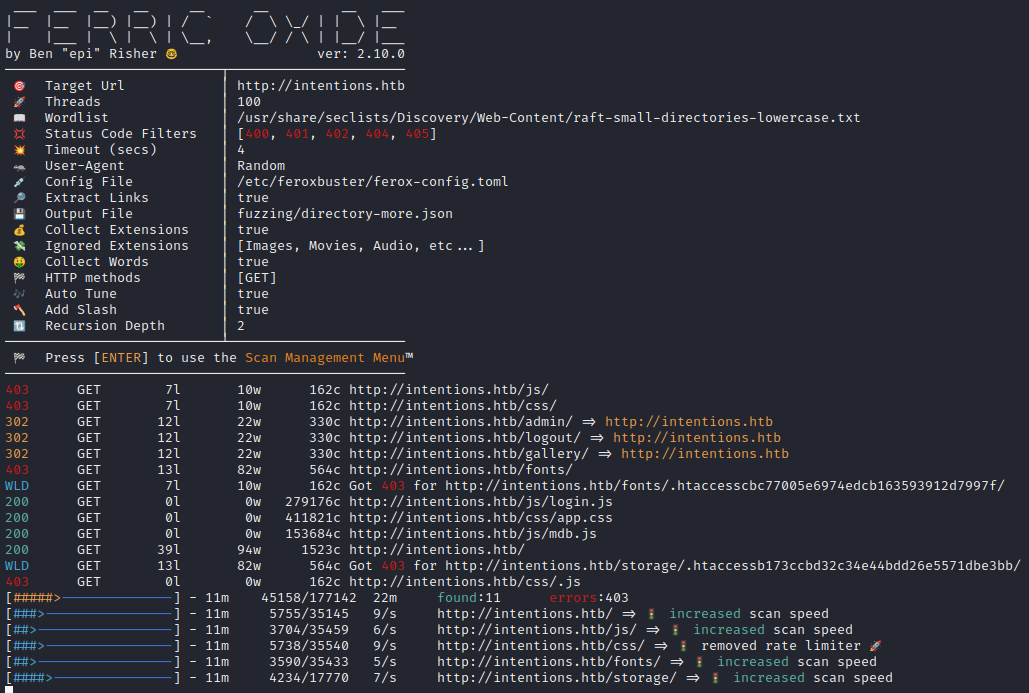 FERRIC OXIDE
by Ben "epi" Risher 🤓 ver: 2.10.0
🎯 Target Url │ http://intentions.htb
🚀 Threads │ 100
📖 Wordlist │ /usr/share/seclists/Discovery/Web-Content/raft-small-directories-lowercase.txt
💢 Status Code Filters │ [400, 401, 402, 404, 405]
💥 Timeout (secs) │ 4
🦡 User-Agent │ Random
💉 Config File │ /etc/feroxbuster/ferox-config.toml
🔎 Extract Links │ true
💾 Output File │ fuzzing/directory-more.json
💰 Collect Extensions │ true
💸 Ignored Extensions │ [Images, Movies, Audio, etc...]
🤑 Collect Words │ true
🏁 HTTP methods │ [GET]
🎶 Auto Tune │ true
🪓 Add Slash │ true
🔃 Recursion Depth │ 2
🏁 Press [ENTER] to use the Scan Management Menu™
403 GET 7l 10w 162c http://intentions.htb/js/
403 GET 7l 10w 162c http://intentions.htb/css/
302 GET 12l 22w 330c http://intentions.htb/admin/ => http://intentions.htb
302 GET 12l 22w 330c http://intentions.htb/logout/ => http://intentions.htb
302 GET 12l 22w 330c http://intentions.htb/gallery/ => http://intentions.htb
403 GET 13l 82w 564c http://intentions.htb/fonts/
WLD GET 7l 10w 162c Got 403 for http://intentions.htb/fonts/.htaccesscbc77005e6974edcb163593912d7997f/
200 GET 0l 0w 279176c http://intentions.htb/js/login.js
200 GET 0l 0w 411821c http://intentions.htb/css/app.css
200 GET 0l 0w 153684c http://intentions.htb/js/mdb.js
200 GET 39l 94w 1523c http://intentions.htb/
WLD GET 13l 82w 564c Got 403 for http://intentions.htb/storage/.htaccessb173ccbd32c34e44bdd26e5571dbe3bb/
403 GET 0l 0w 162c http://intentions.htb/css/.js
[#####>--------------] - 11m 45158/177142 22m found:11 errors:403
[###>----------------] - 11m 5755/35145 9/s http://intentions.htb/ => 🚦 increased scan speed
[##>-----------------] - 11m 3704/35459 6/s http://intentions.htb/js/ => 🚦 increased scan speed
[###>----------------] - 11m 5738/35540 9/s http://intentions.htb/css/ => 🚦 removed rate limiter 🚀
[##>-----------------] - 11m 3590/35433 5/s http://intentions.htb/fonts/ => 🚦 increased scan speed
[####>---------------] - 11m 4234/17770 7/s http://intentions.htb/storage/ => 🚦 increased scan speed